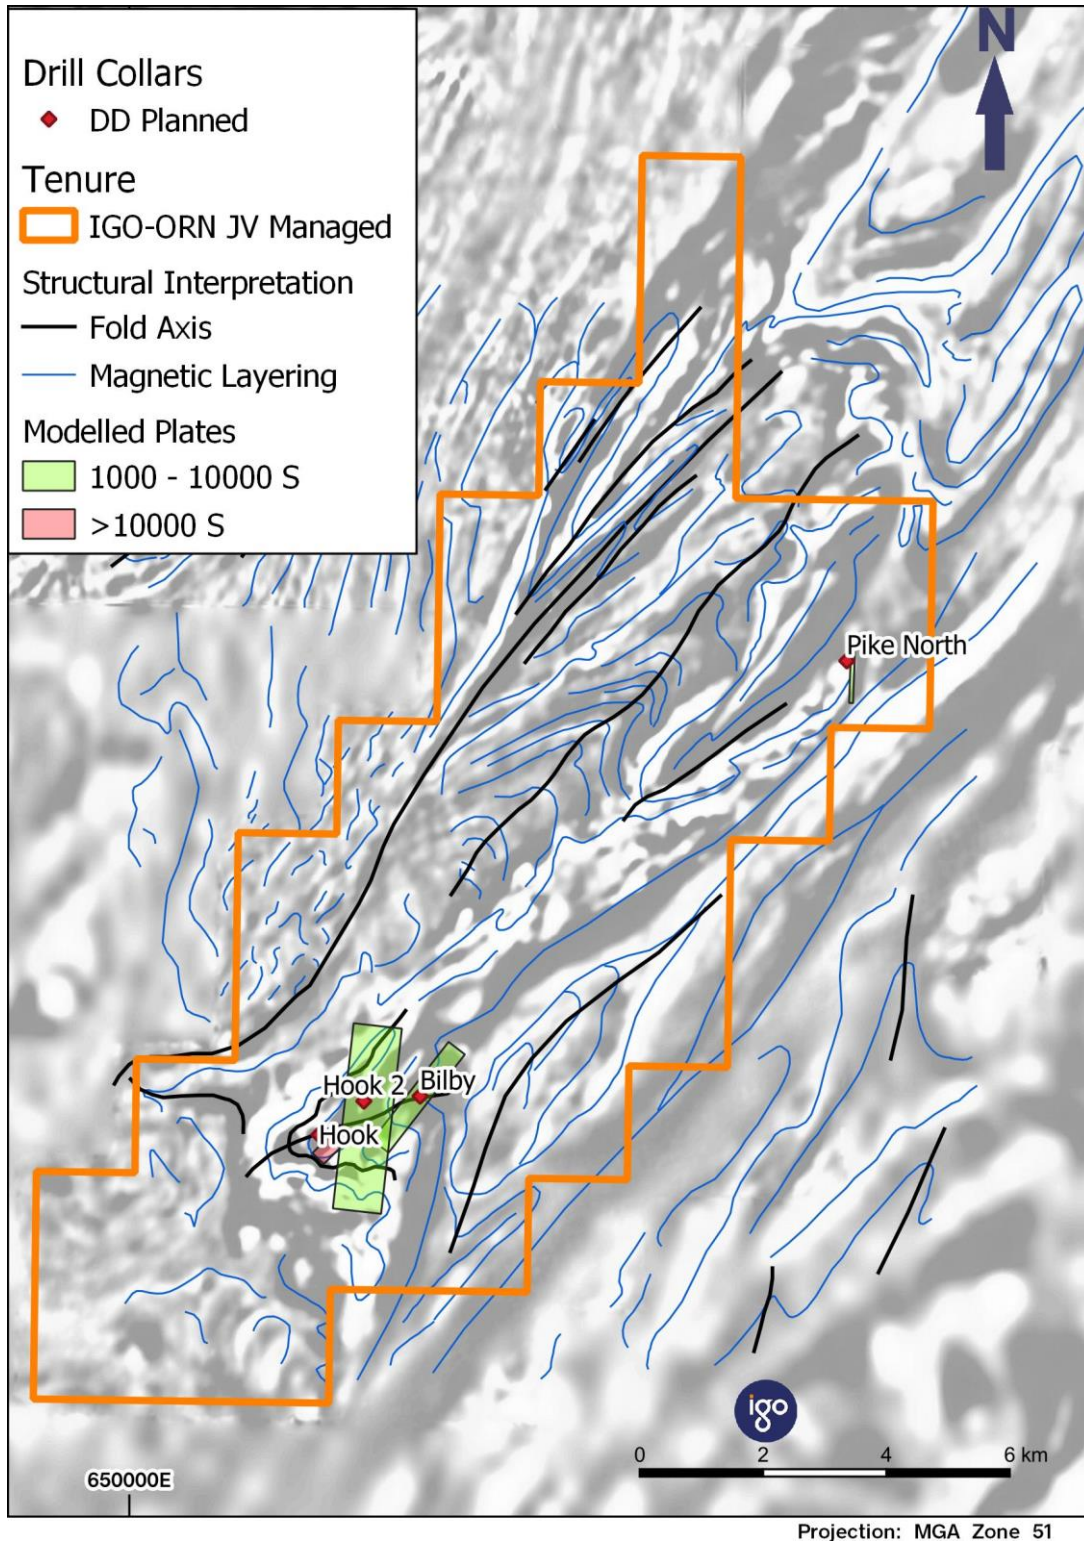 N
Drill Collars
DD Planned
Tenure
IGO-ORN JV Managed
Structural Interpretation
Fold Axis
Magnetic Layering
Modelled Plates
1000 - 10000 S
>10000 S
Pike North
Hook 2
Bilby
Hook
igo
0 2 4 6 km
650000E
Projection: MGA Zone 51